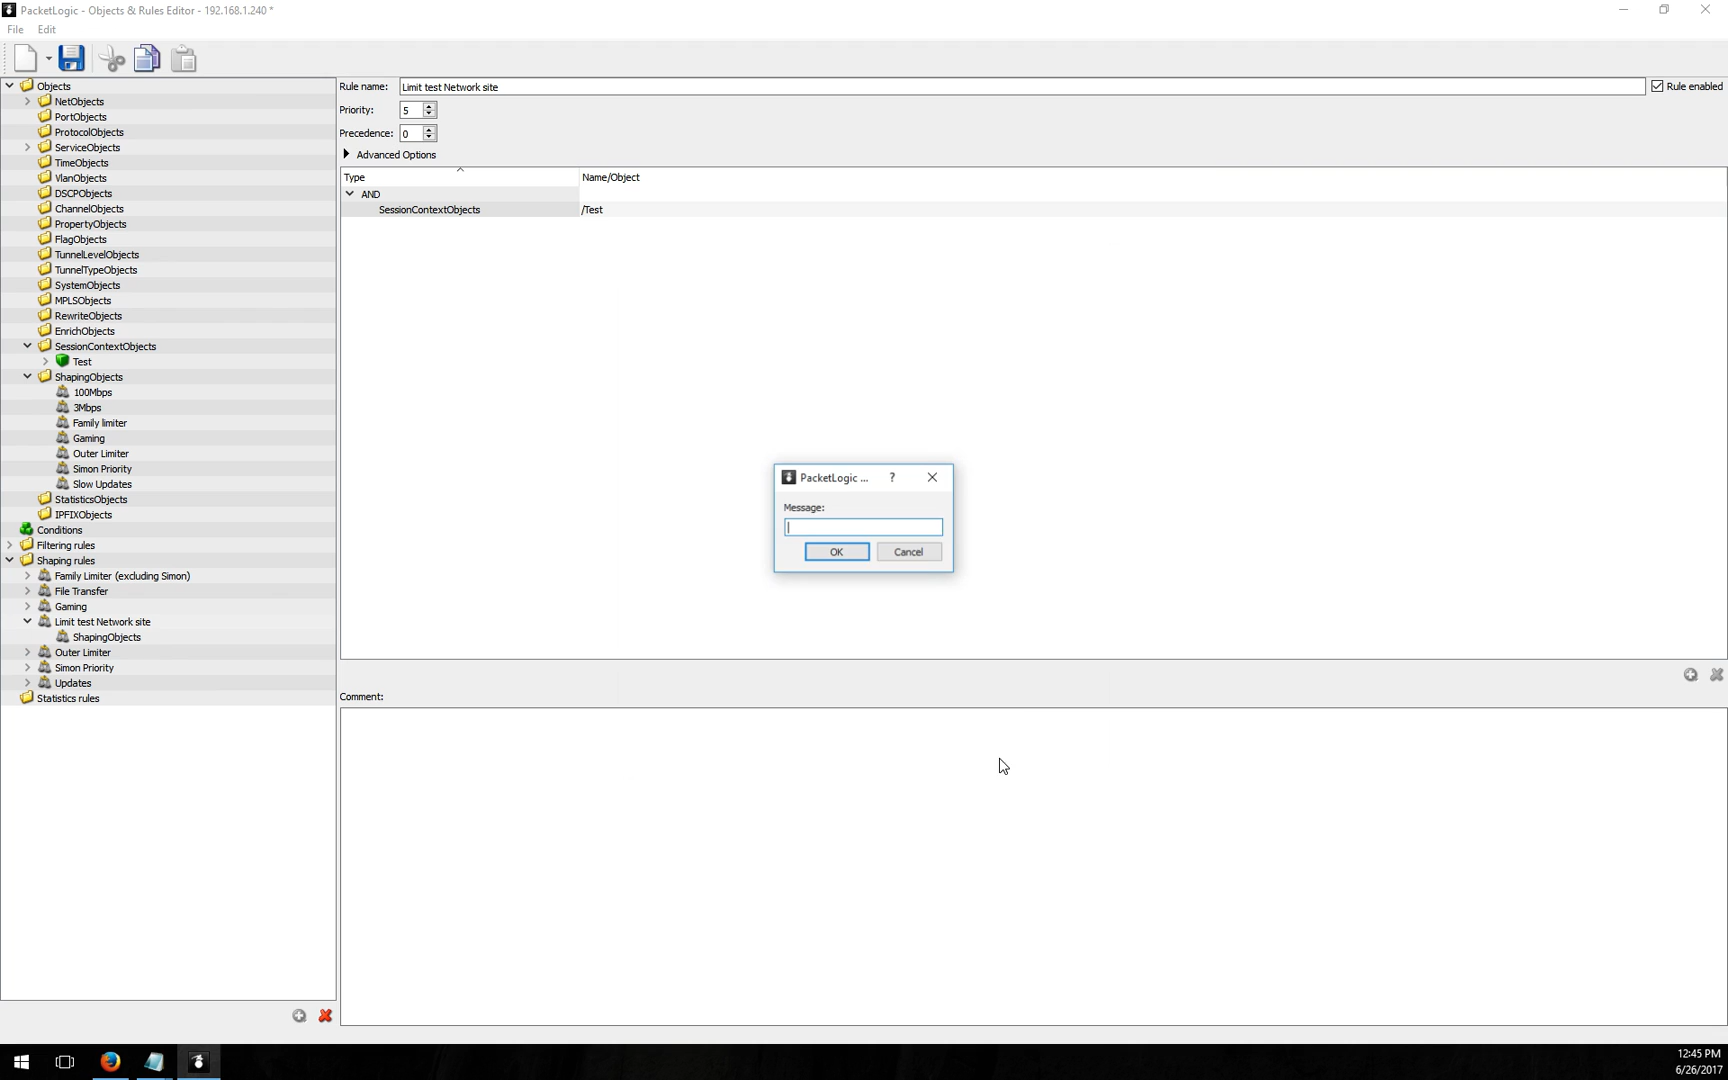 PacketLogic - Objects & Rules Editor - 192.168.1.240 *
File Edit
Objects
NetObjects
PortObjects
ProtocolObjects
ServiceObjects
TimeObjects
VlanObjects
DSCPObjects
ChannelObjects
PropertyObjects
FlagObjects
TunnelLevelObjects
TunnelTypeObjects
SystemObjects
MPLSObjects
RewriteObjects
EnrichObjects
SessionContextObjects
Test
ShapingObjects
100Mbps
3Mbps
Family limiter
Gaming
Outer Limiter
Simon Priority
Slow Updates
StatisticsObjects
IPFIXObjects
Conditions
Filtering rules
Shaping rules
Family Limiter (excluding Simon)
File Transfer
Gaming
Limit test Network site
ShapingObjects
Outer Limiter
Simon Priority
Updates
Statistics rules
Rule name: Limit test Network site Rule enabled
Priority: 5
Precedence: 0
Advanced Options
Type Name/Object
AND
SessionContextObjects /Test
PacketLogic ... ?
Message:
OK Cancel
Comment:
12:45 PM
6/26/2017